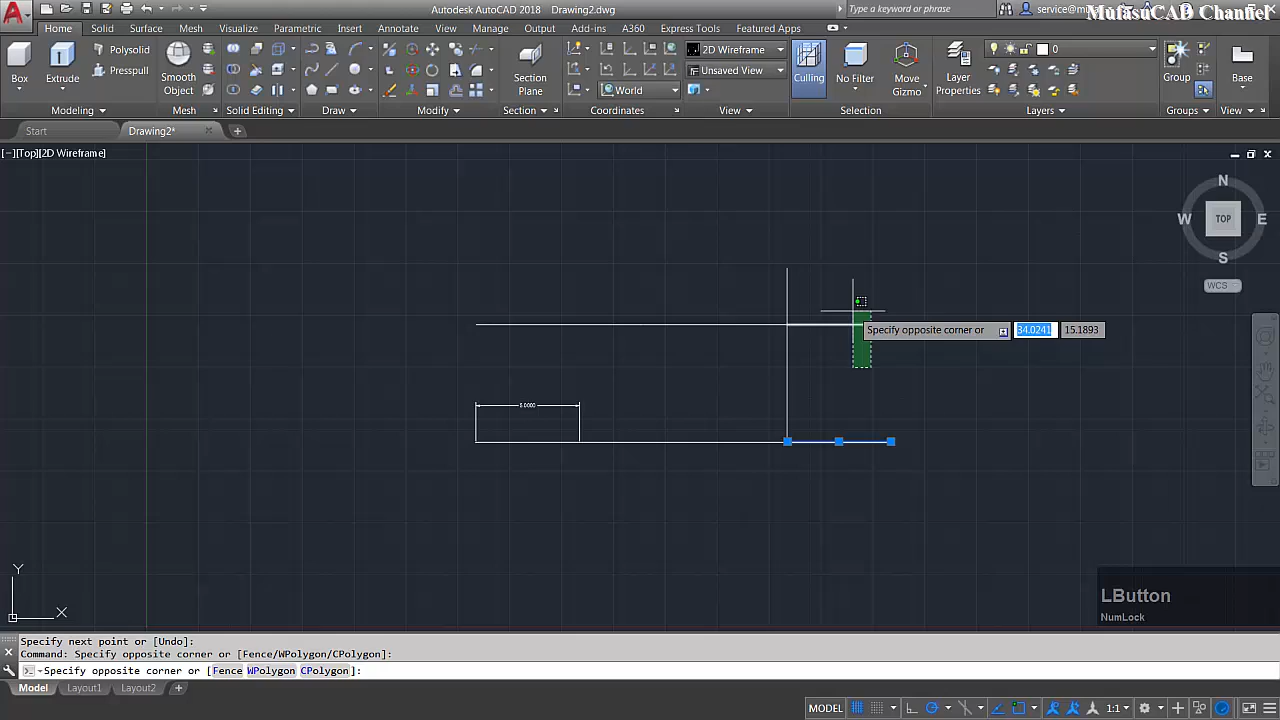 Autodesk AutoCAD 2018 Drawing2.dwg
Type a keyword or phrase
MufasuCAD Channel
Home Solid Surface Mesh Visualize Parametric Insert Annotate View Manage Output Add-ins A360 Express Tools Featured Apps
Box
Extrude
Polysolid
Presspull
Smooth
Object
Section
Plane
2D Wireframe
Unsaved View
World
Culling
No Filter
Move
Gizmo
Layer
Properties
0
Group
Base
Modeling Mesh Solid Editing Draw Modify Section Coordinates View Selection Layers Groups View
Start Drawing2*
[−][Top][2D Wireframe]
N
W TOP E
S
WCS
Specify opposite corner or 34.0241 15.1893
Y
X
LButton
NumLock
Specify next point or [Undo]:
Command: Specify opposite corner or [Fence/WPolygon/CPolygon]:
Specify opposite corner or [Fence WPolygon CPolygon]:
Model Layout1 Layout2
MODEL 1:1